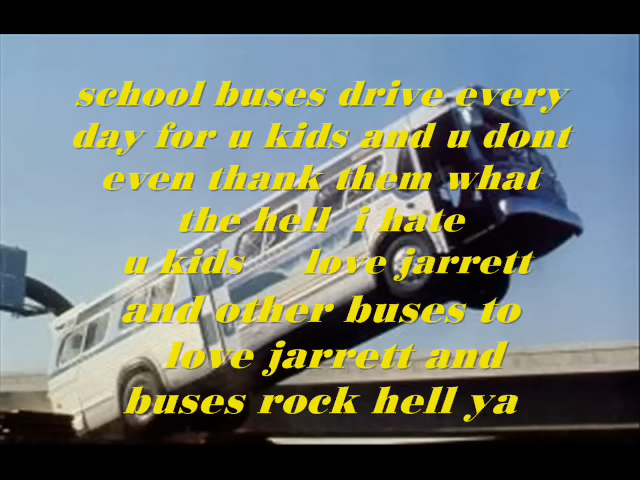 school buses drive every
day for u kids and u dont
even thank them what
the hell i hate
u kids love jarrett
and other buses to
love jarrett and
buses rock hell ya